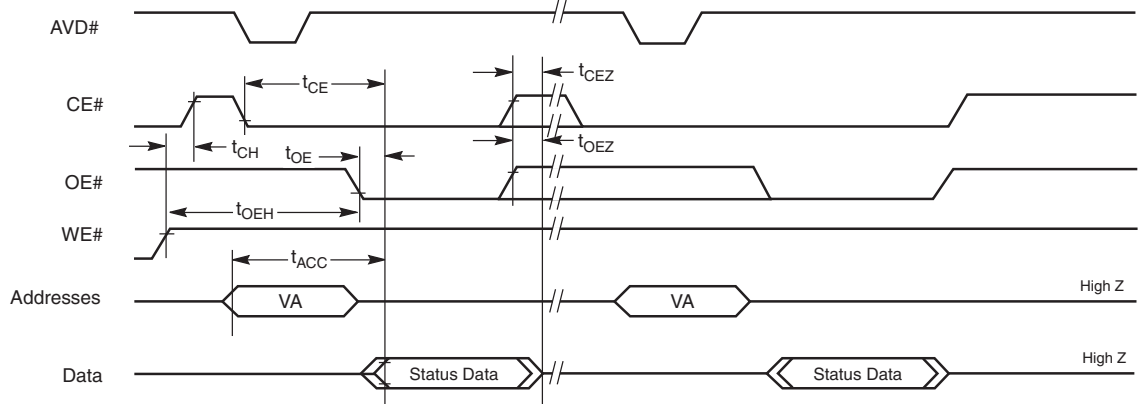 AVD#
tCE
tCEZ
CE#
tCH
tOE
tOEZ
OE#
tOEH
WE#
tACC
High Z
Addresses
VA
VA
High Z
Data
Status Data
Status Data